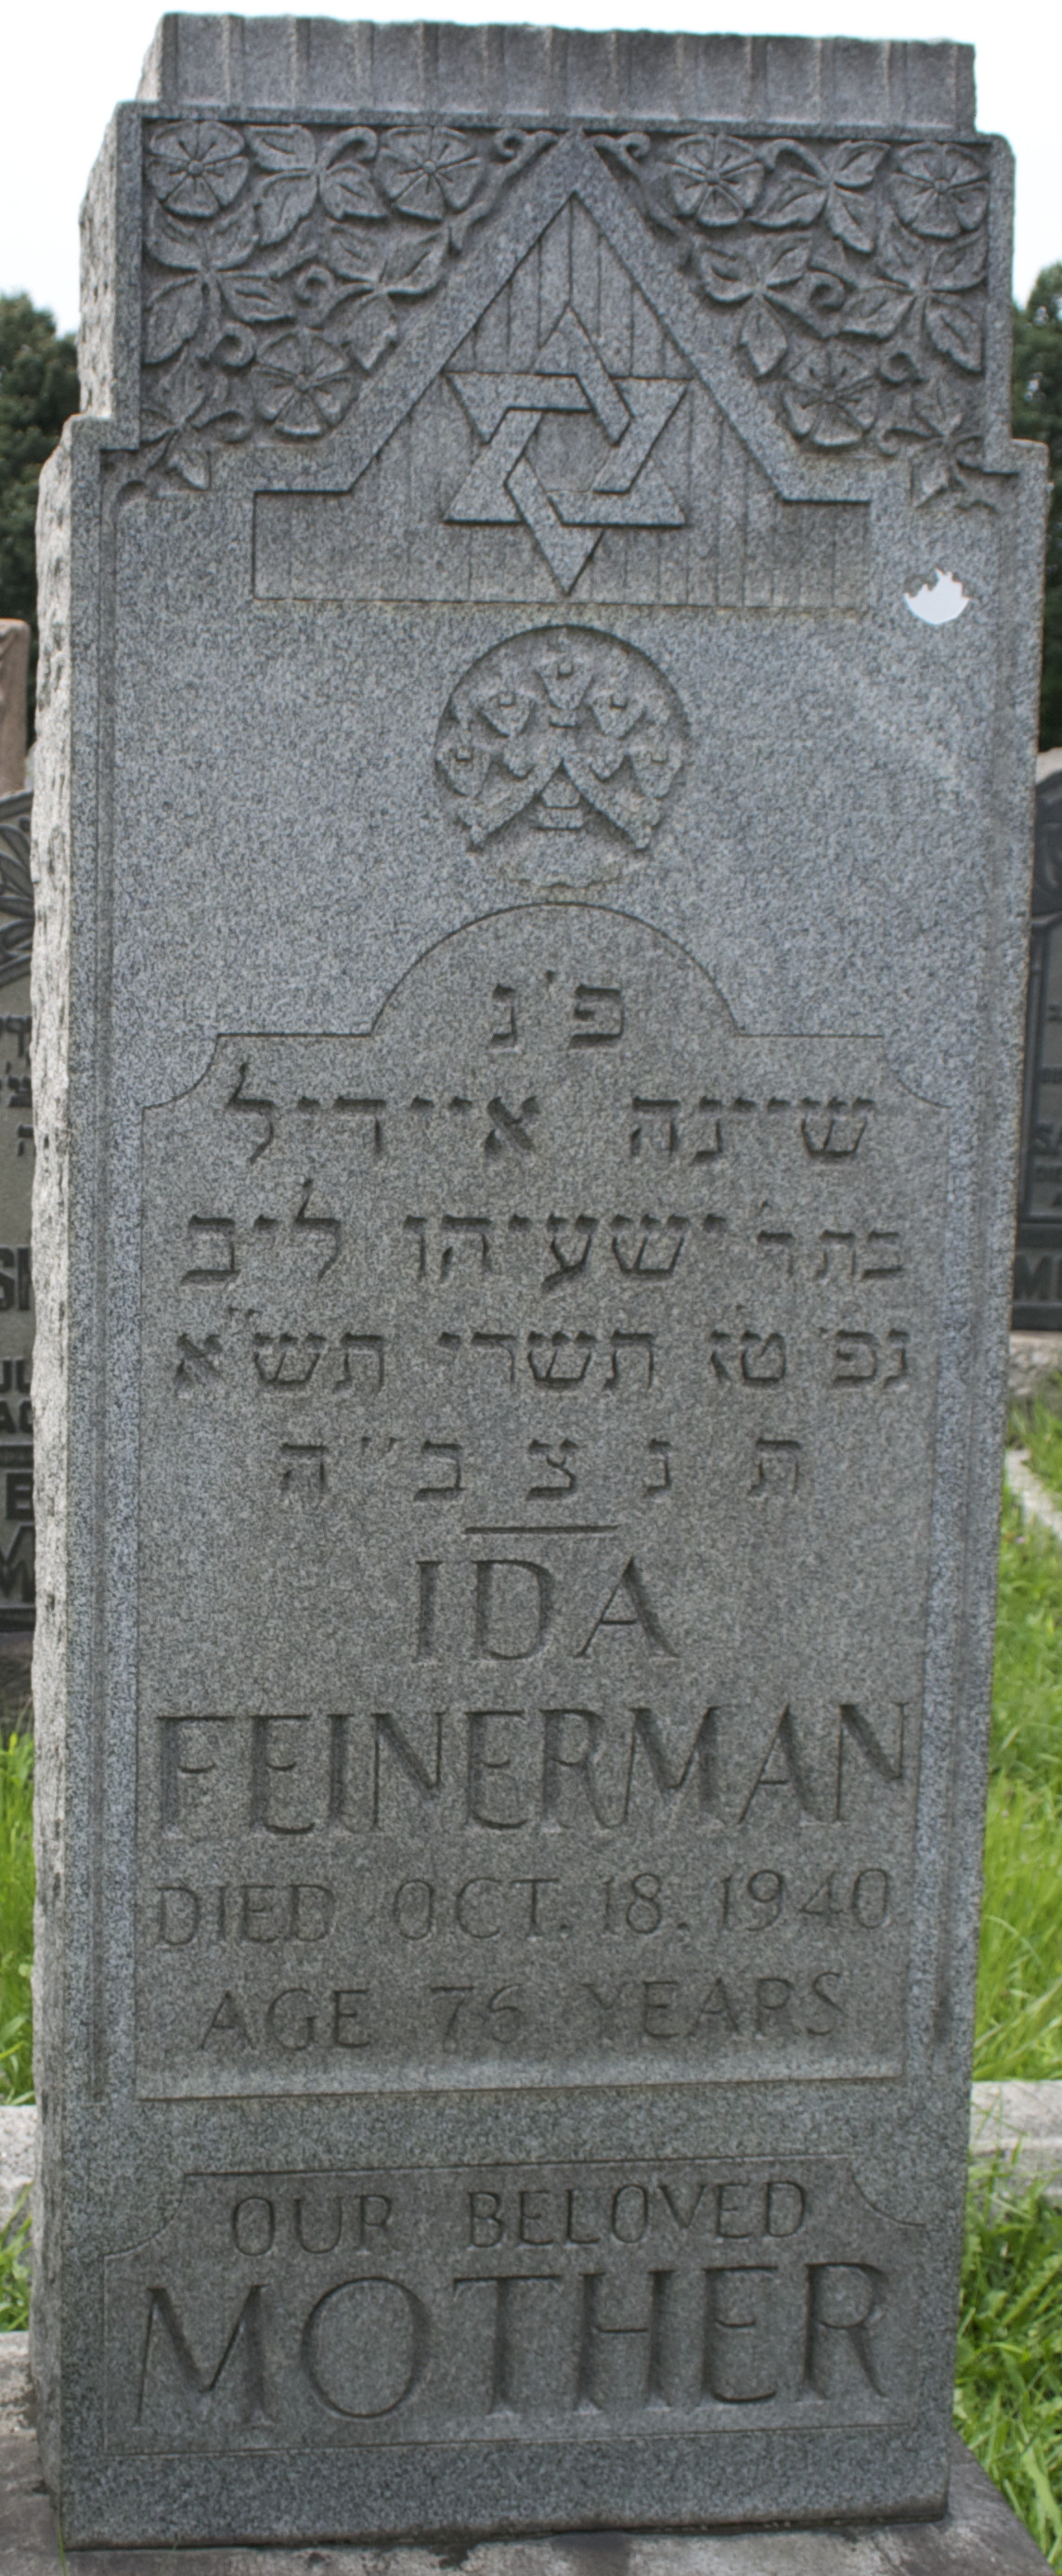 פ'נ
שיינה איידיל
בת ר' ישעיהו ליב
נפ' טז תשרי תש"א
ת נ צ ב״ה
IDA
FEINERMAN
DIED OCT. 18. 1940
AGE 76 YEARS
OUR BELOVED
MOTHER